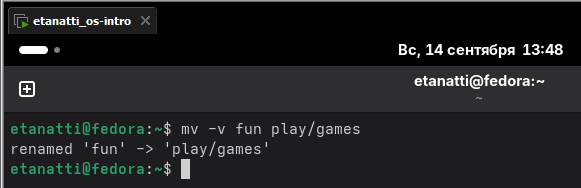 etanatti_os-intro
Вс, 14 сентября 13:48
etanatti@fedora:~
~
etanatti@fedora:~$ mv -v fun play/games
renamed 'fun' -> 'play/games'
etanatti@fedora:~$